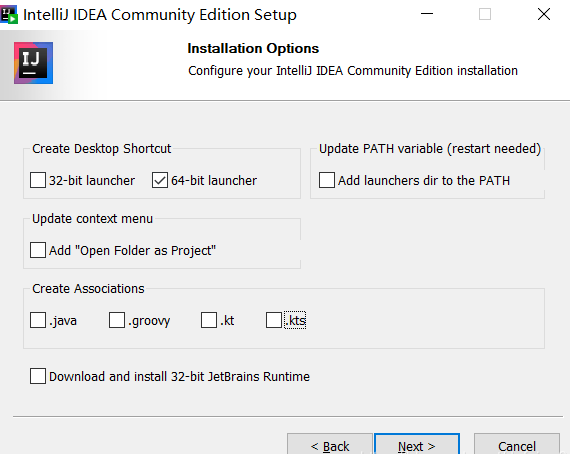 IntelliJ IDEA Community Edition Setup
IJ
Installation Options
Configure your IntelliJ IDEA Community Edition installation
Create Desktop Shortcut
32-bit launcher
64-bit launcher
Update PATH variable (restart needed)
Add launchers dir to the PATH
Update context menu
Add "Open Folder as Project"
Create Associations
.java
.groovy
.kt
.kts
Download and install 32-bit JetBrains Runtime
< Back
Next >
Cancel